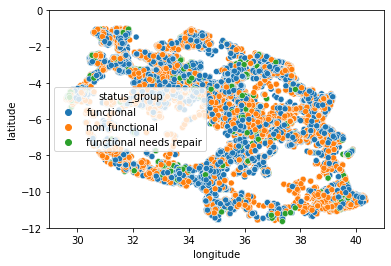 0
−2
−4
−6
−8
−10
−12
latitude
status_group
functional
non functional
functional needs repair
30
32
34
36
38
40
longitude